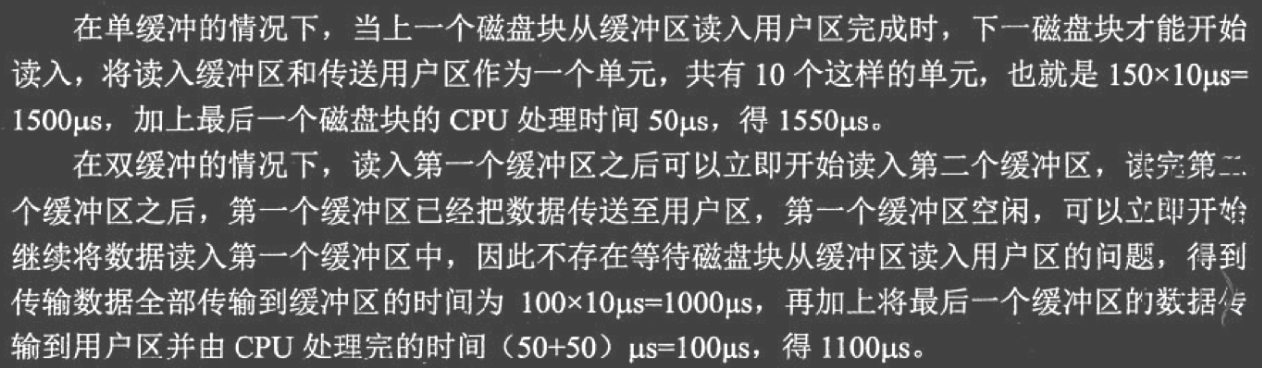 在单缓冲的情况下，当上一个磁盘块从缓冲区读入用户区完成时，下一磁盘块才能开始
读入，将读入缓冲区和传送用户区作为一个单元，共有 10 个这样的单元，也就是 150×10μs=
1500μs，加上最后一个磁盘块的 CPU 处理时间 50μs，得 1550μs。
在双缓冲的情况下，读入第一个缓冲区之后可以立即开始读入第二个缓冲区，读完第二
个缓冲区之后，第一个缓冲区已经把数据传送至用户区，第一个缓冲区空闲，可以立即开始
继续将数据读入第一个缓冲区中，因此不存在等待磁盘块从缓冲区读入用户区的问题，得到
传输数据全部传输到缓冲区的时间为 100×10μs=1000μs，再加上将最后一个缓冲区的数据传
输到用户区并由 CPU 处理完的时间（50+50）μs=100μs，得 1100μs。